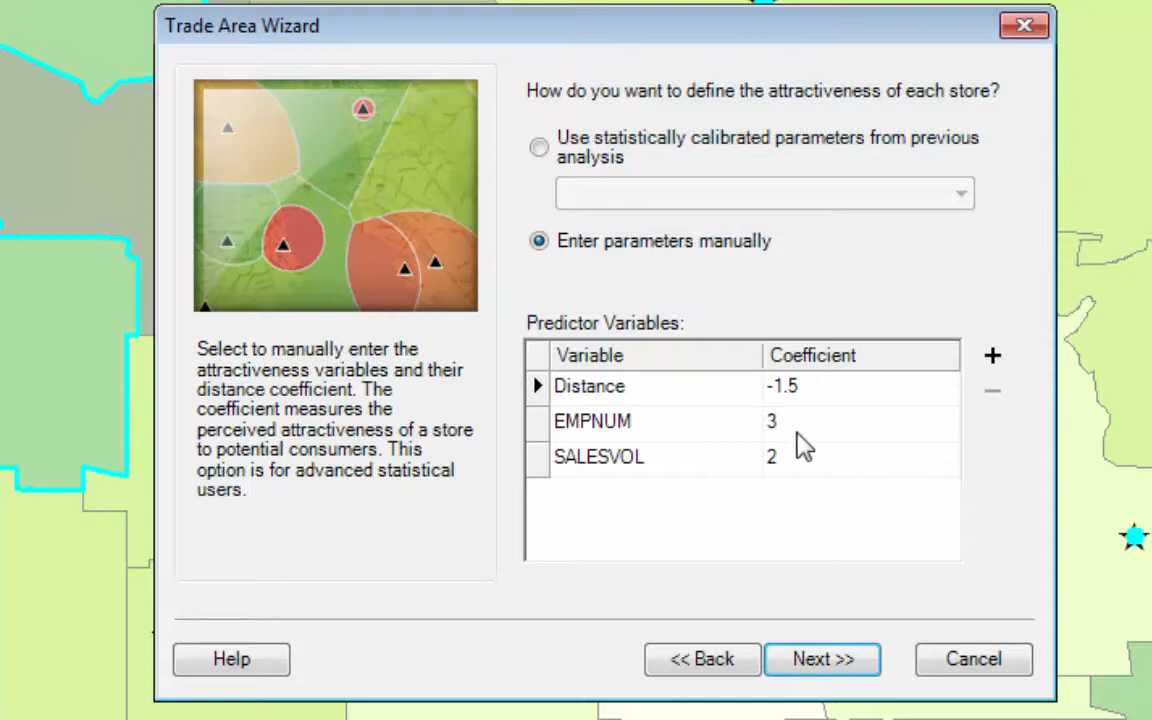 Trade Area Wizard
How do you want to define the attractiveness of each store?
Use statistically calibrated parameters from previous
analysis
Enter parameters manually
Select to manually enter the
attractiveness variables and their
distance coefficient. The
coefficient measures the
perceived attractiveness of a store
to potential consumers. This
option is for advanced statistical
users.
Predictor Variables:
Variable Coefficient
Distance -1.5
EMPNUM 3
SALESVOL 2
Help << Back Next >> Cancel